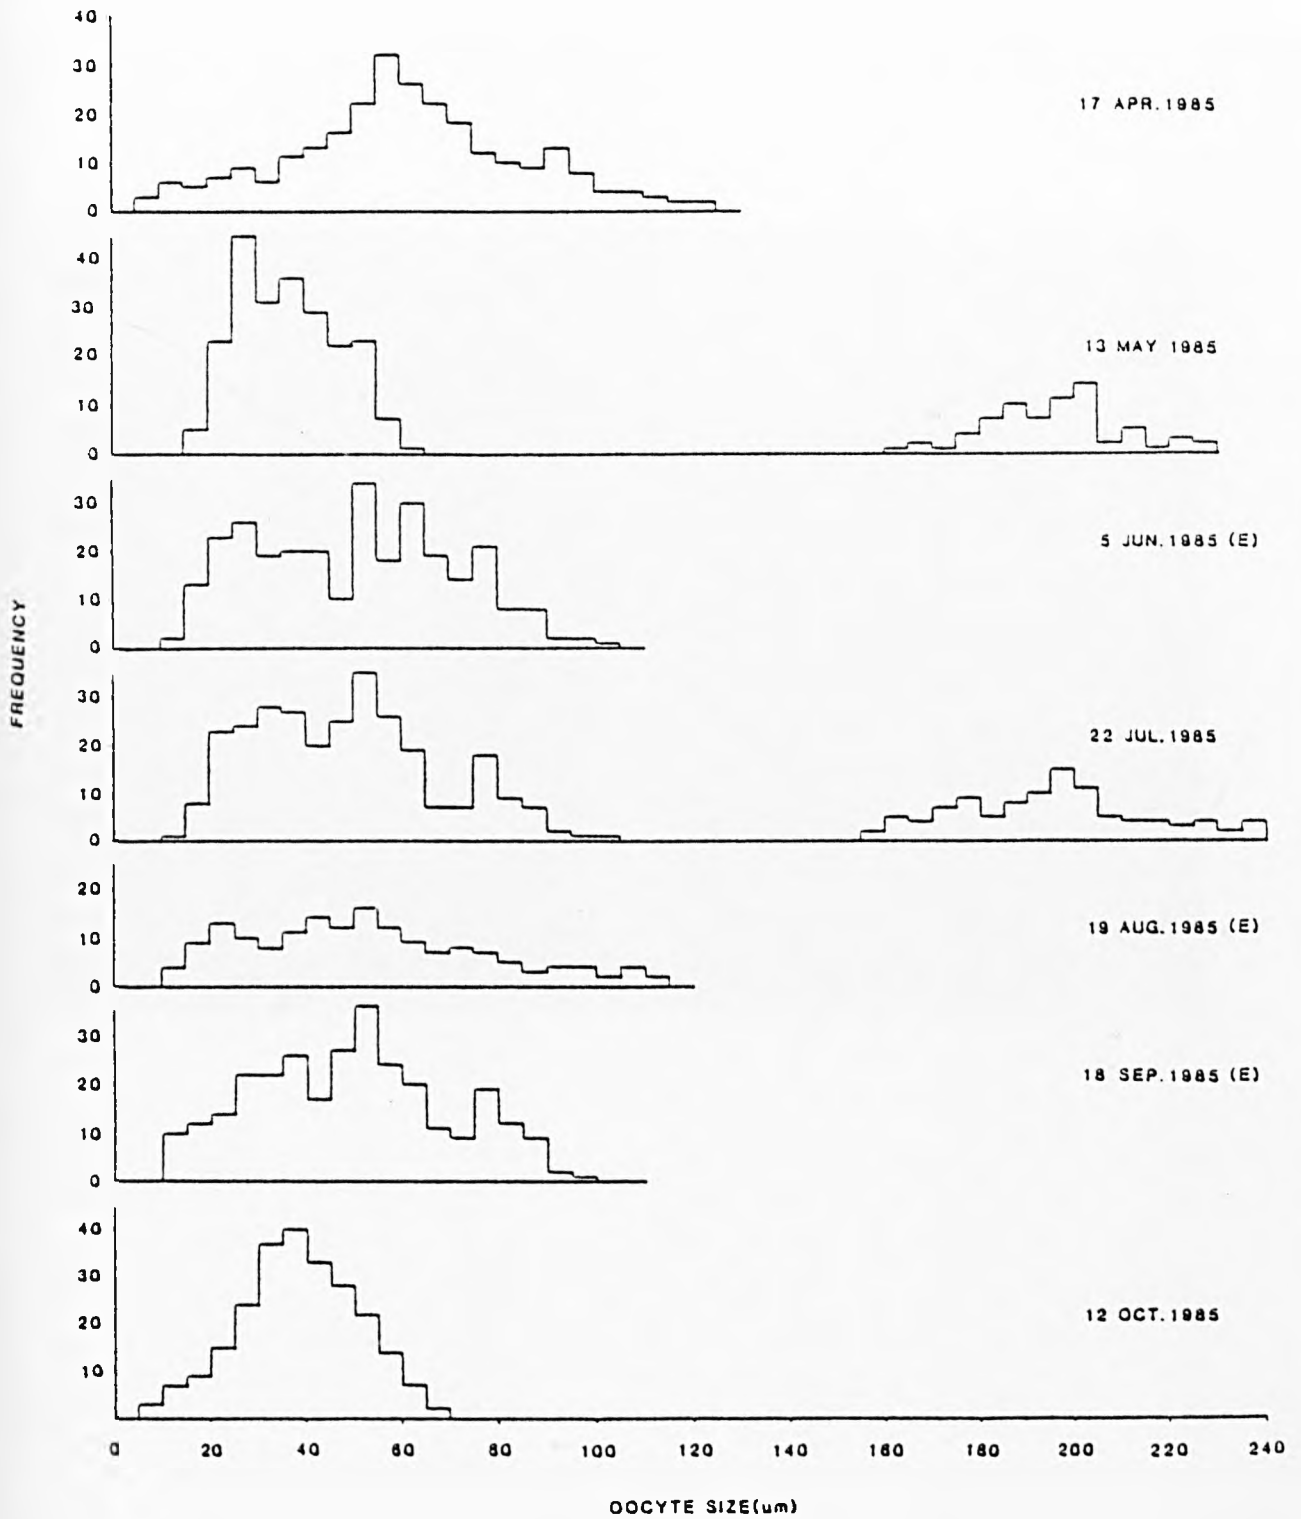 40
30
20
10
0
17 APR.1985
40
30
20
10
0
13 MAY 1985
30
20
10
0
5 JUN.1985 (E)
FREQUENCY
30
20
10
0
22 JUL.1985
20
10
0
19 AUG.1985 (E)
30
20
10
0
18 SEP.1985 (E)
40
30
20
10
12 OCT.1985
0 20 40 60 80 100 120 140 160 180 200 220 240
OOCYTE SIZE(um)